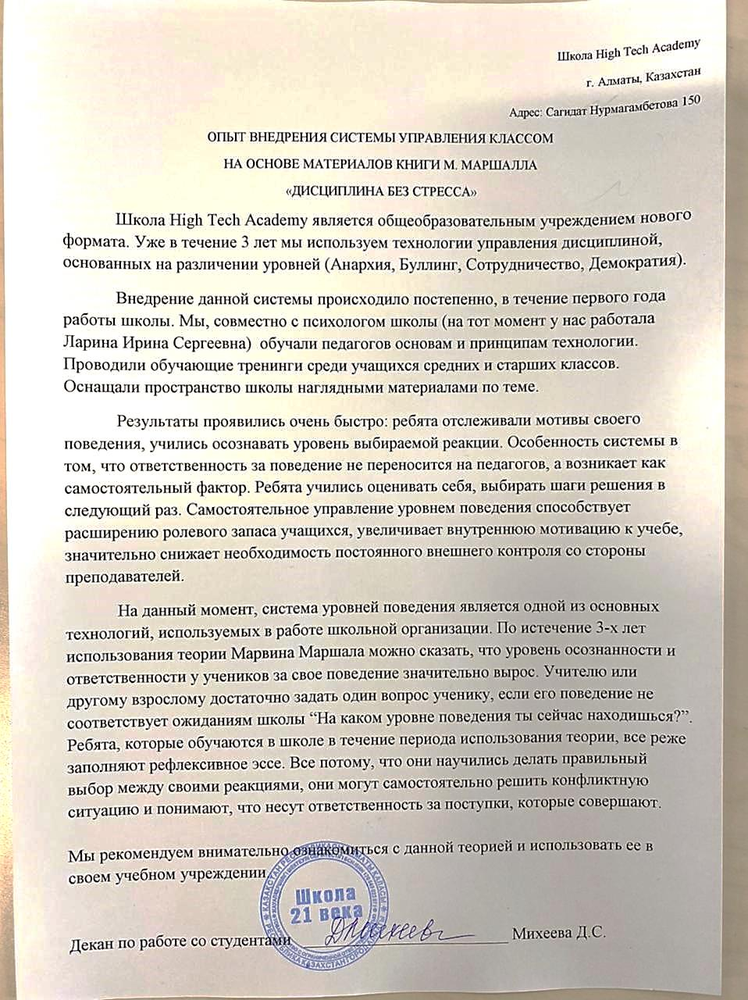 Школа High Tech Academy
г. Алматы, Казахстан
Адрес: Сагидат Нурмагамбетова 150
ОПЫТ ВНЕДРЕНИЯ СИСТЕМЫ УПРАВЛЕНИЯ КЛАССОМ
НА ОСНОВЕ МАТЕРИАЛОВ КНИГИ М. МАРШАЛЛА
«ДИСЦИПЛИНА БЕЗ СТРЕССА»
Школа High Tech Academy является общеобразовательным учреждением нового
формата. Уже в течение 3 лет мы используем технологии управления дисциплиной,
основанных на различении уровней (Анархия, Буллинг, Сотрудничество, Демократия).
Внедрение данной системы происходило постепенно, в течение первого года
работы школы. Мы, совместно с психологом школы (на тот момент у нас работала
Ларина Ирина Сергеевна) обучали педагогов основам и принципам технологии.
Проводили обучающие тренинги среди учащихся средних и старших классов.
Оснащали пространство школы наглядными материалами по теме.
Результаты проявились очень быстро: ребята отслеживали мотивы своего
поведения, учились осознавать уровень выбираемой реакции. Особенность системы в
том, что ответственность за поведение не переносится на педагогов, а возникает как
самостоятельный фактор. Ребята учились оценивать себя, выбирать шаги решения в
следующий раз. Самостоятельное управление уровнем поведения способствует
расширению ролевого запаса учащихся, увеличивает внутреннюю мотивацию к учебе,
значительно снижает необходимость постоянного внешнего контроля со стороны
преподавателей.
На данный момент, система уровней поведения является одной из основных
технологий, используемых в работе школьной организации. По истечение 3-х лет
использования теории Марвина Маршала можно сказать, что уровень осознанности и
ответственности у учеников за свое поведение значительно вырос. Учителю или
другому взрослому достаточно задать один вопрос ученику, если его поведение не
соответствует ожиданиям школы “На каком уровне поведения ты сейчас находишься?”.
Ребята, которые обучаются в школе в течение периода использования теории, все реже
заполняют рефлексивное эссе. Все потому, что они научились делать правильный
выбор между своими реакциями, они могут самостоятельно решить конфликтную
ситуацию и понимают, что несут ответственность за поступки, которые совершают.
Мы рекомендуем внимательно ознакомиться с данной теорией и использовать ее в
своем учебном учреждении.
Школа
21 века
Декан по работе со студентами Михеева Д.С.